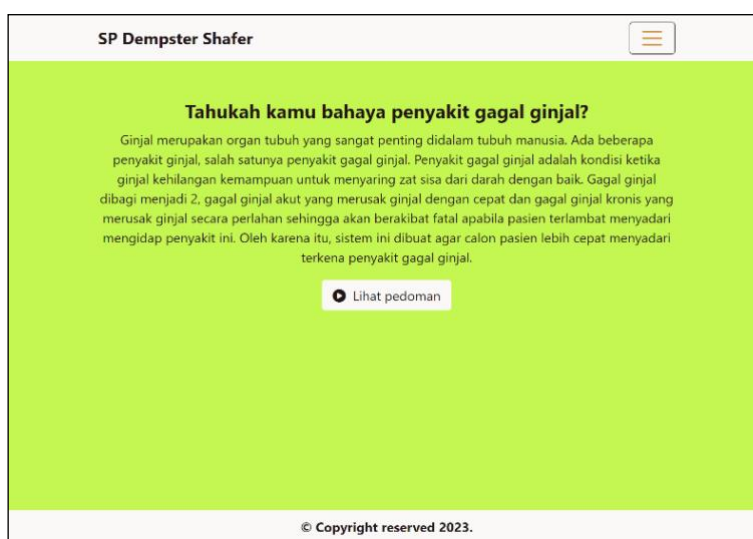 SP Dempster Shafer
Tahukah kamu bahaya penyakit gagal ginjal?
Ginjal merupakan organ tubuh yang sangat penting didalam tubuh manusia. Ada beberapa
penyakit ginjal, salah satunya penyakit gagal ginjal. Penyakit gagal ginjal adalah kondisi ketika
ginjal kehilangan kemampuan untuk menyaring zat sisa dari darah dengan baik. Gagal ginjal
dibagi menjadi 2, gagal ginjal akut yang merusak ginjal dengan cepat dan gagal ginjal kronis yang
merusak ginjal secara perlahan sehingga akan berakibat fatal apabila pasien terlambat menyadari
mengidap penyakit ini. Oleh karena itu, sistem ini dibuat agar calon pasien lebih cepat menyadari
terkena penyakit gagal ginjal.
Lihat pedoman
© Copyright reserved 2023.